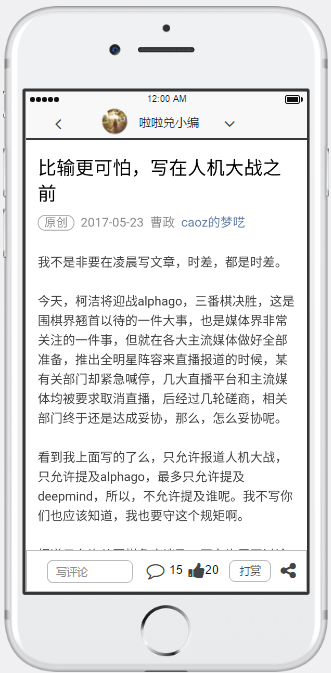 12:00 AM
啦啦兑小编
比输更可怕，写在人机大战之
前
原创 2017-05-23 曹政 caoz的梦呓
我不是非要在凌晨写文章，时差，都是时差。
今天，柯洁将迎战alphago，三番棋决胜，这是
围棋界翘首以待的一件大事，也是媒体界非常
关注的一件事，但就在各大主流媒体做好全部
准备，推出全明星阵容来直播报道的时候，某
有关部门却紧急喊停，几大直播平台和主流媒
体均被要求取消直播，后经过几轮磋商，相关
部门终于还是达成妥协，那么，怎么妥协呢。
看到我上面写的了么，只允许报道人机大战，
只允许提及alphago，最多只允许提及
deepmind，所以，不允许提及谁呢。我不写你
们也应该知道，我也要守这个规矩啊。
写评论 15 20 打赏